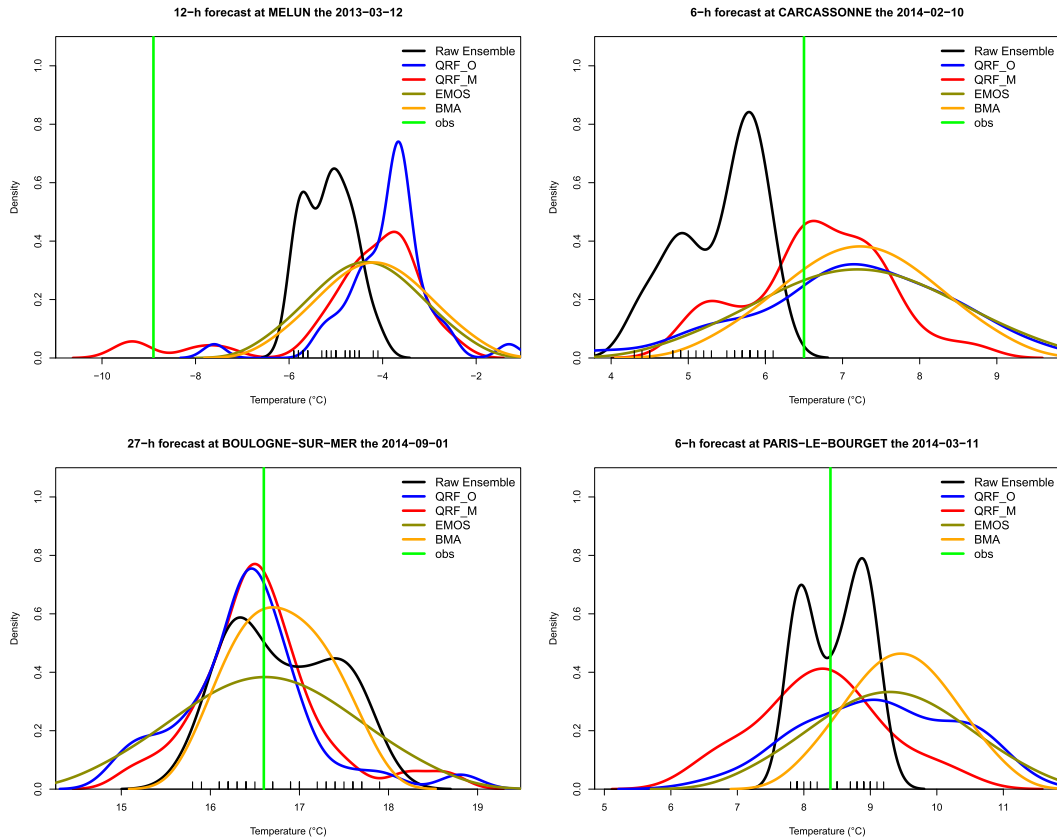 12−h forecast at MELUN the 2013−03−12
Density
0.0 0.2 0.4 0.6 0.8 1.0
Raw Ensemble
QRF_O
QRF_M
EMOS
BMA
obs
−10 −8 −6 −4 −2
Temperature (°C)
6−h forecast at CARCASSONNE the 2014−02−10
Density
0.0 0.2 0.4 0.6 0.8 1.0
Raw Ensemble
QRF_O
QRF_M
EMOS
BMA
obs
4 5 6 7 8 9
Temperature (°C)
27−h forecast at BOULOGNE−SUR−MER the 2014−09−01
Density
0.0 0.2 0.4 0.6 0.8 1.0
Raw Ensemble
QRF_O
QRF_M
EMOS
BMA
obs
15 16 17 18 19
Temperature (°C)
6−h forecast at PARIS−LE−BOURGET the 2014−03−11
Density
0.0 0.2 0.4 0.6 0.8 1.0
Raw Ensemble
QRF_O
QRF_M
EMOS
BMA
obs
5 6 7 8 9 10 11
Temperature (°C)